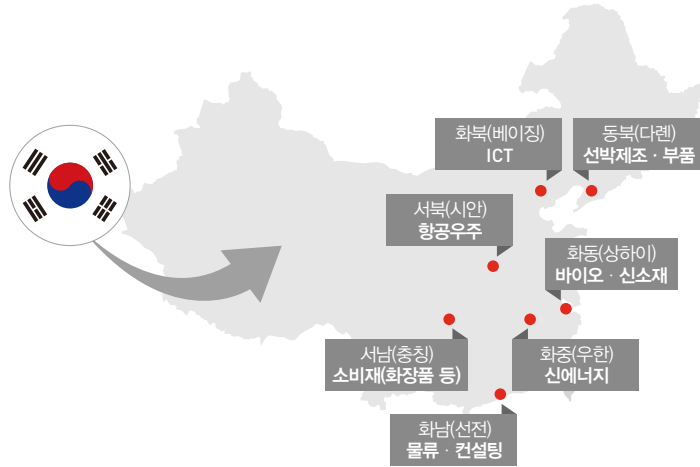 화북(베이징)
ICT
동북(다롄)
선박제조 · 부품
서북(시안)
항공우주
화동(상하이)
바이오 · 신소재
서남(충칭)
소비재(화장품 등)
화중(우한)
신에너지
화남(선전)
물류 · 컨설팅